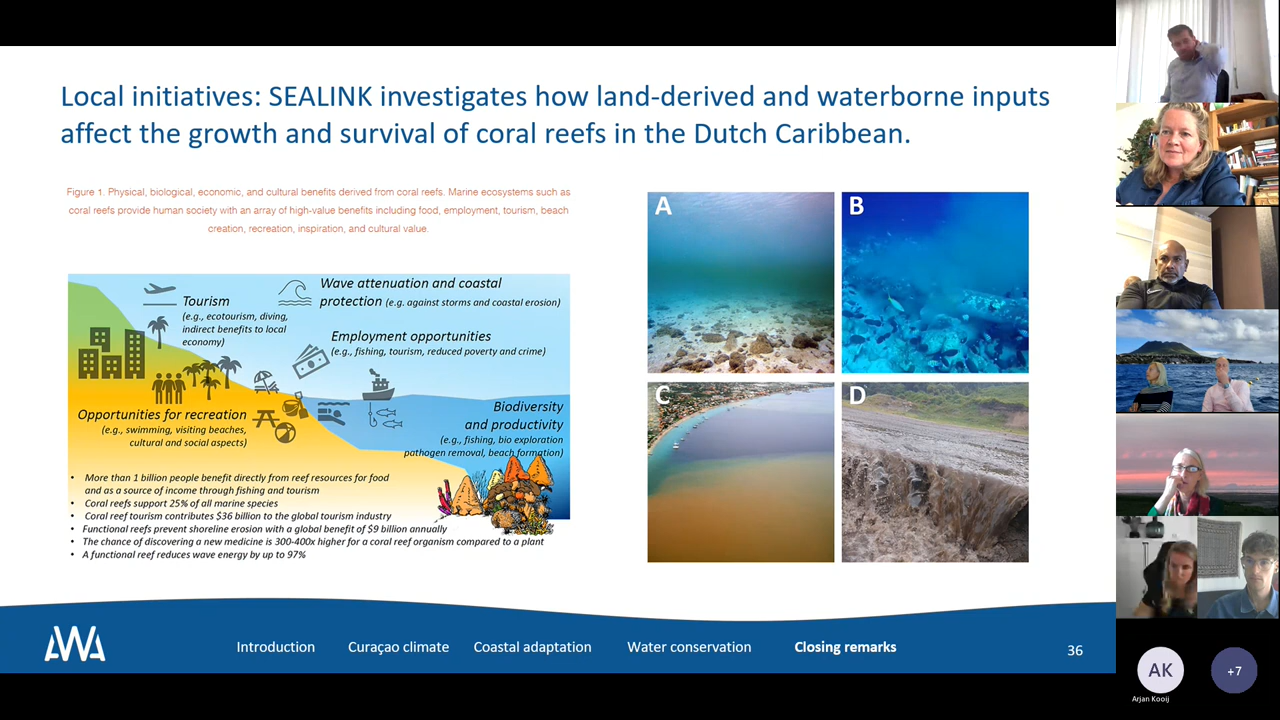 Local initiatives: SEALINK investigates how land-derived and waterborne inputs
affect the growth and survival of coral reefs in the Dutch Caribbean.
Figure 1. Physical, biological, economic, and cultural benefits derived from coral reefs. Marine ecosystems such as
coral reefs provide human society with an array of high-value benefits including food, employment, tourism, beach
creation, recreation, inspiration, and cultural value.
Wave attenuation and coastal
protection (e.g. against storms and coastal erosion)
Tourism
(e.g., ecotourism, diving,
indirect benefits to local
economy)
Employment opportunities
(e.g., fishing, tourism, reduced poverty and crime)
Opportunities for recreation
(e.g., swimming, visiting beaches,
cultural and social aspects)
Biodiversity
and productivity
(e.g., fishing, bio exploration
pathogen removal, beach formation)
• More than 1 billion people benefit directly from reef resources for food
and as a source of income through fishing and tourism
• Coral reefs support 25% of all marine species
• Coral reef tourism contributes $36 billion to the global tourism industry
• Functional reefs prevent shoreline erosion with a global benefit of $9 billion annually
• The chance of discovering a new medicine is 300-400x higher for a coral reef organism compared to a plant
• A functional reef reduces wave energy by up to 97%
A
B
C
D
AWA
Introduction Curaçao climate Coastal adaptation Water conservation Closing remarks
36
AK
Arjan Kooij
+7